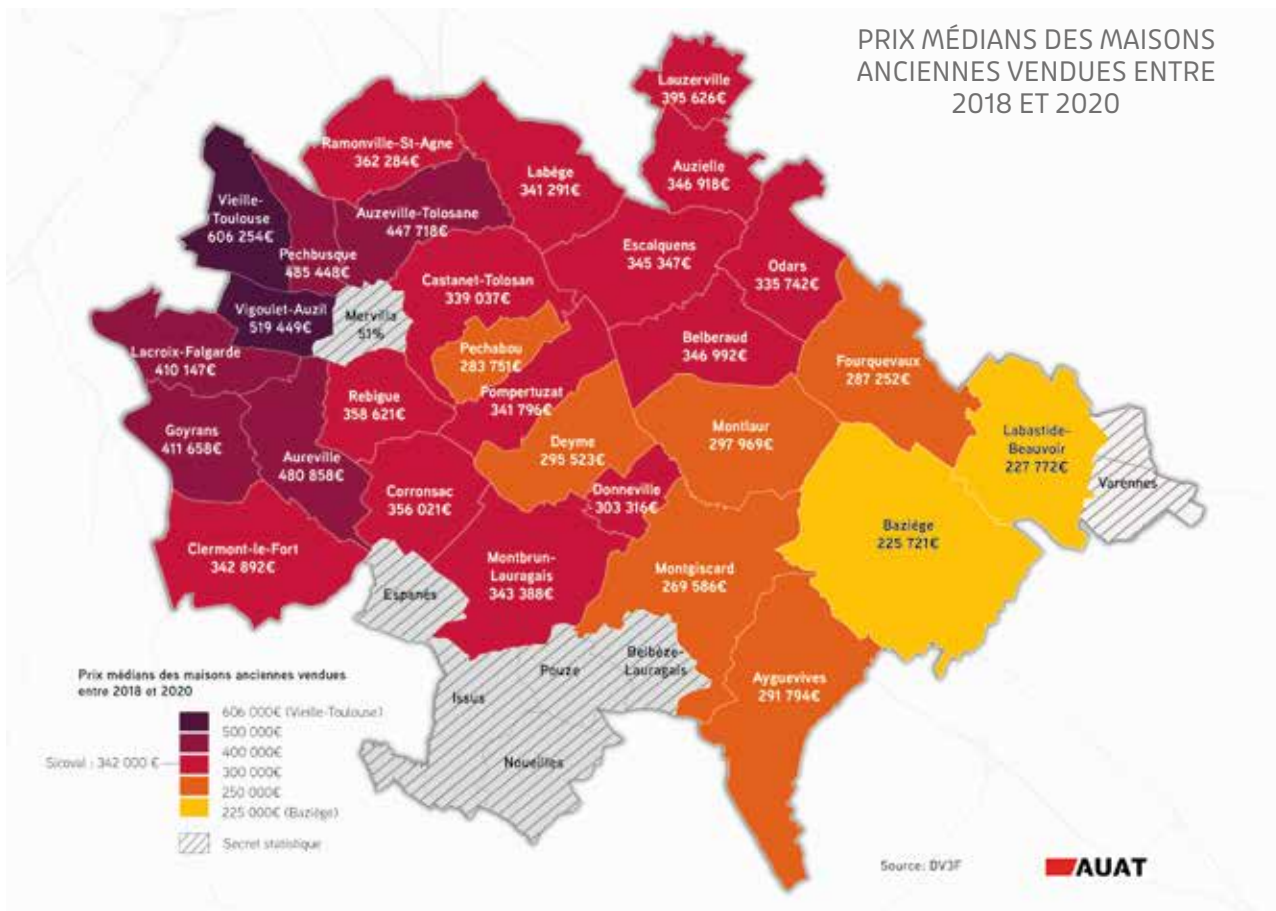 PRIX MÉDIANS DES MAISONS
ANCIENNES VENDUES ENTRE
2018 ET 2020
Lauzerville
395 626€
Ramonville-St-Agne
362 284€
Labège
341 291€
Auzielle
346 918€
Vieille-
Toulouse
606 254€
Auzeville-Tolosane
447 718€
Pechbusque
485 448€
Escalquens
345 347€
Odars
335 742€
Castanet-Tolosan
339 037€
Vigoulet-Auzil
519 449€
Mervilla
51%
Belberaud
346 992€
Lacroix-Falgarde
410 147€
Pechabou
283 751€
Fourquevaux
287 252€
Rebigue
358 621€
Pompertuzat
341 796€
Goyrans
411 658€
Deyme
295 523€
Montlaur
297 969€
Labastide-
Beauvoir
227 772€
Aureville
480 858€
Varennes
Corronsac
356 021€
Donneville
303 316€
Baziège
225 721€
Clermont-le-Fort
342 892€
Montbrun-
Lauragais
343 388€
Montgiscard
269 586€
Espanès
Belbèze-
Lauragais
Pouze
Issus
Ayguevives
291 794€
Noueilles
Prix médians des maisons anciennes vendues
entre 2018 et 2020
606 000€ (Vieille-Toulouse)
500 000€
400 000€
Sicoval : 342 000 €
300 000€
250 000€
225 000€ (Baziège)
Secret statistique
Source: DV3F
AUAT